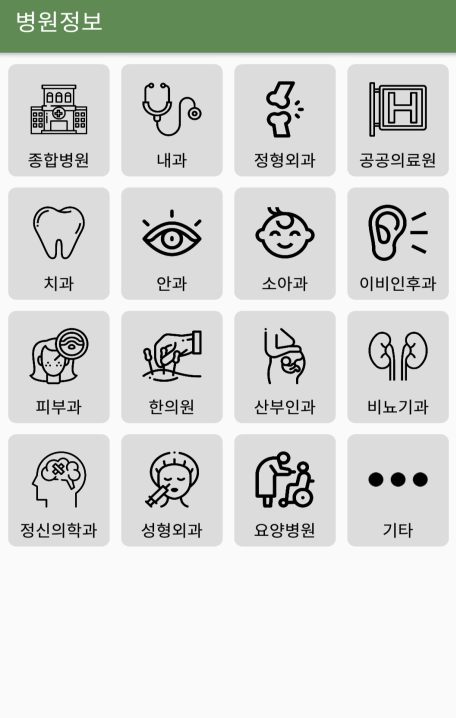 병원정보
종합병원 내과 정형외과 공공의료원
치과 안과 소아과 이비인후과
피부과 한의원 산부인과 비뇨기과
정신의학과 성형외과 요양병원 기타